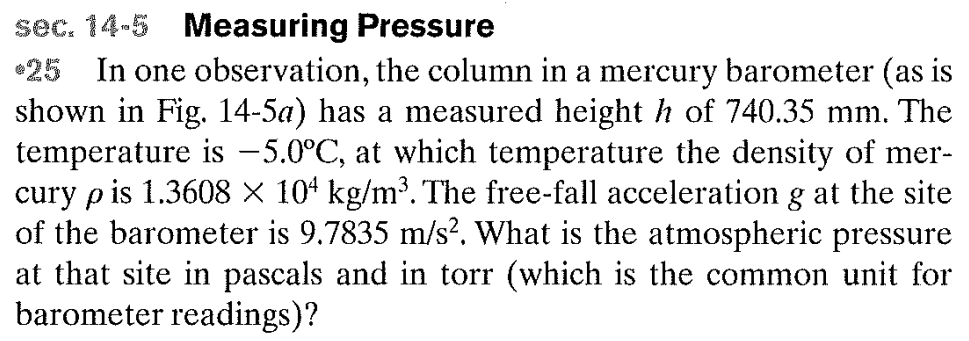 sec. 14-5 Measuring Pressure
•25 In one observation, the column in a mercury barometer (as is
shown in Fig. 14-5a) has a measured height h of 740.35 mm. The
temperature is −5.0°C, at which temperature the density of mer-
cury ρ is 1.3608 × 10⁴ kg/m³. The free-fall acceleration g at the site
of the barometer is 9.7835 m/s². What is the atmospheric pressure
at that site in pascals and in torr (which is the common unit for
barometer readings)?